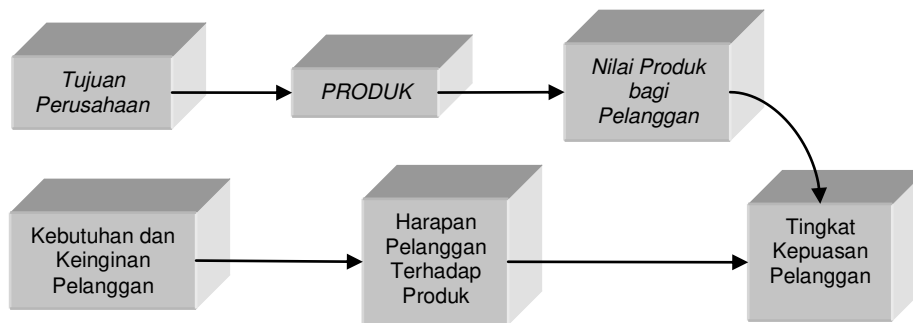 Tujuan
Perusahaan
PRODUK
Nilai Produk
bagi
Pelanggan
Kebutuhan dan
Keinginan
Pelanggan
Harapan
Pelanggan
Terhadap
Produk
Tingkat
Kepuasan
Pelanggan